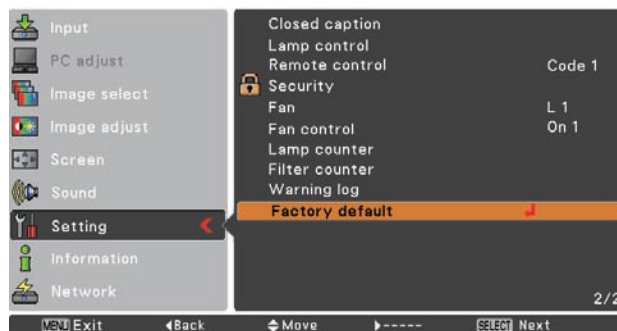 Input
PC adjust
Image select
Image adjust
Screen
Sound
Setting
Information
Network
Closed caption
Lamp control
Remote control Code 1
Security
Fan L 1
Fan control On 1
Lamp counter
Filter counter
Warning log
Factory default
2/2
MENU Exit ◀Back Move ▶----- SELECT Next